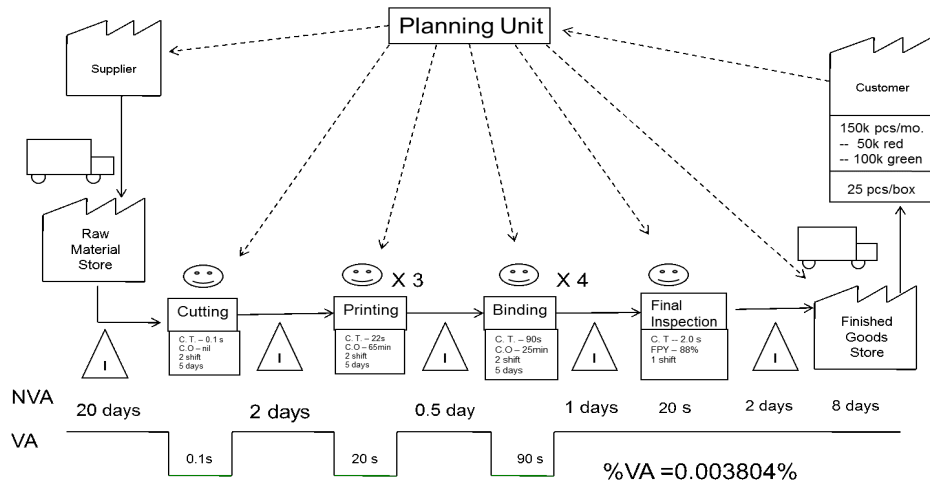 Planning Unit
Supplier
Customer
150k pcs/mo.
-- 50k red
-- 100k green
25 pcs/box
Raw
Material
Store
X 3
X 4
Cutting
C. T. – 0.1 s
C.O – nil
2 shift
5 days
Printing
C. T. – 22s
C.O – 65min
2 shift
5 days
Binding
C. T. – 90s
C.O – 25min
2 shift
5 days
Final
Inspection
C. T -- 2.0 s
FPY – 88%
1 shift
Finished
Goods
Store
I
I
I
I
I
NVA
20 days
2 days
0.5 day
1 days
20 s
2 days
8 days
VA
0.1s
20 s
90 s
%VA =0.003804%